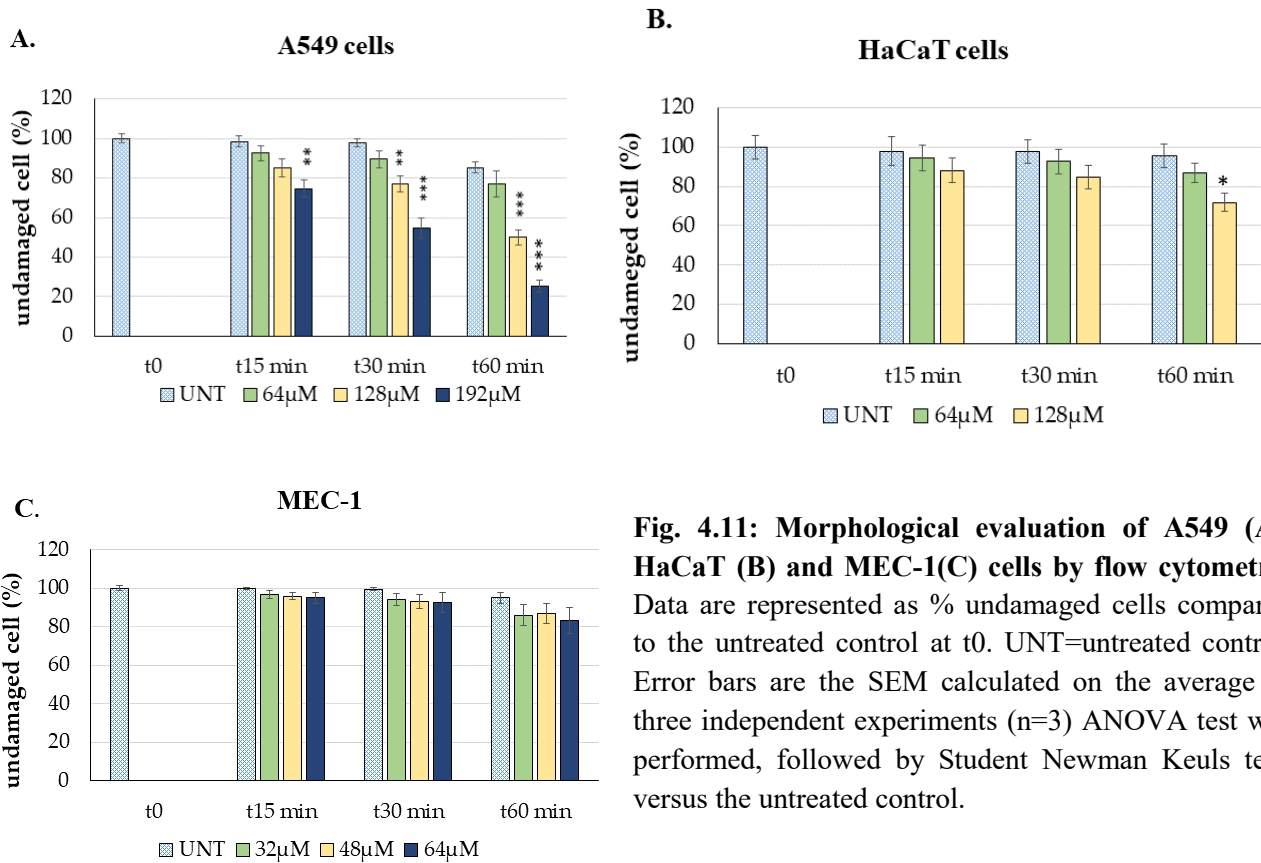 A.
A549 cells
undamaged cell (%)
120
100
80
60
40
20
0
**
**
***
***
***
t0
t15 min
t30 min
t60 min
UNT
64µM
128µM
192µM
B.
HaCaT cells
undameged cell (%)
120
100
80
60
40
20
0
*
t0
t15 min
t30 min
t60 min
UNT
64µM
128µM
C.
MEC-1
undamaged cell (%)
120
100
80
60
40
20
0
t0
t15 min
t30 min
t60 min
UNT
32µM
48µM
64µM
Fig. 4.11: Morphological evaluation of A549 (A
HaCaT (B) and MEC-1(C) cells by flow
Data are represented as % undamaged cells
to the untreated control at t0. UNT=untreated
Error bars are the SEM calculated on the average
three independent experiments (n=3) ANOVA test
performed, followed by Student Newman Keuls
versus the untreated control.